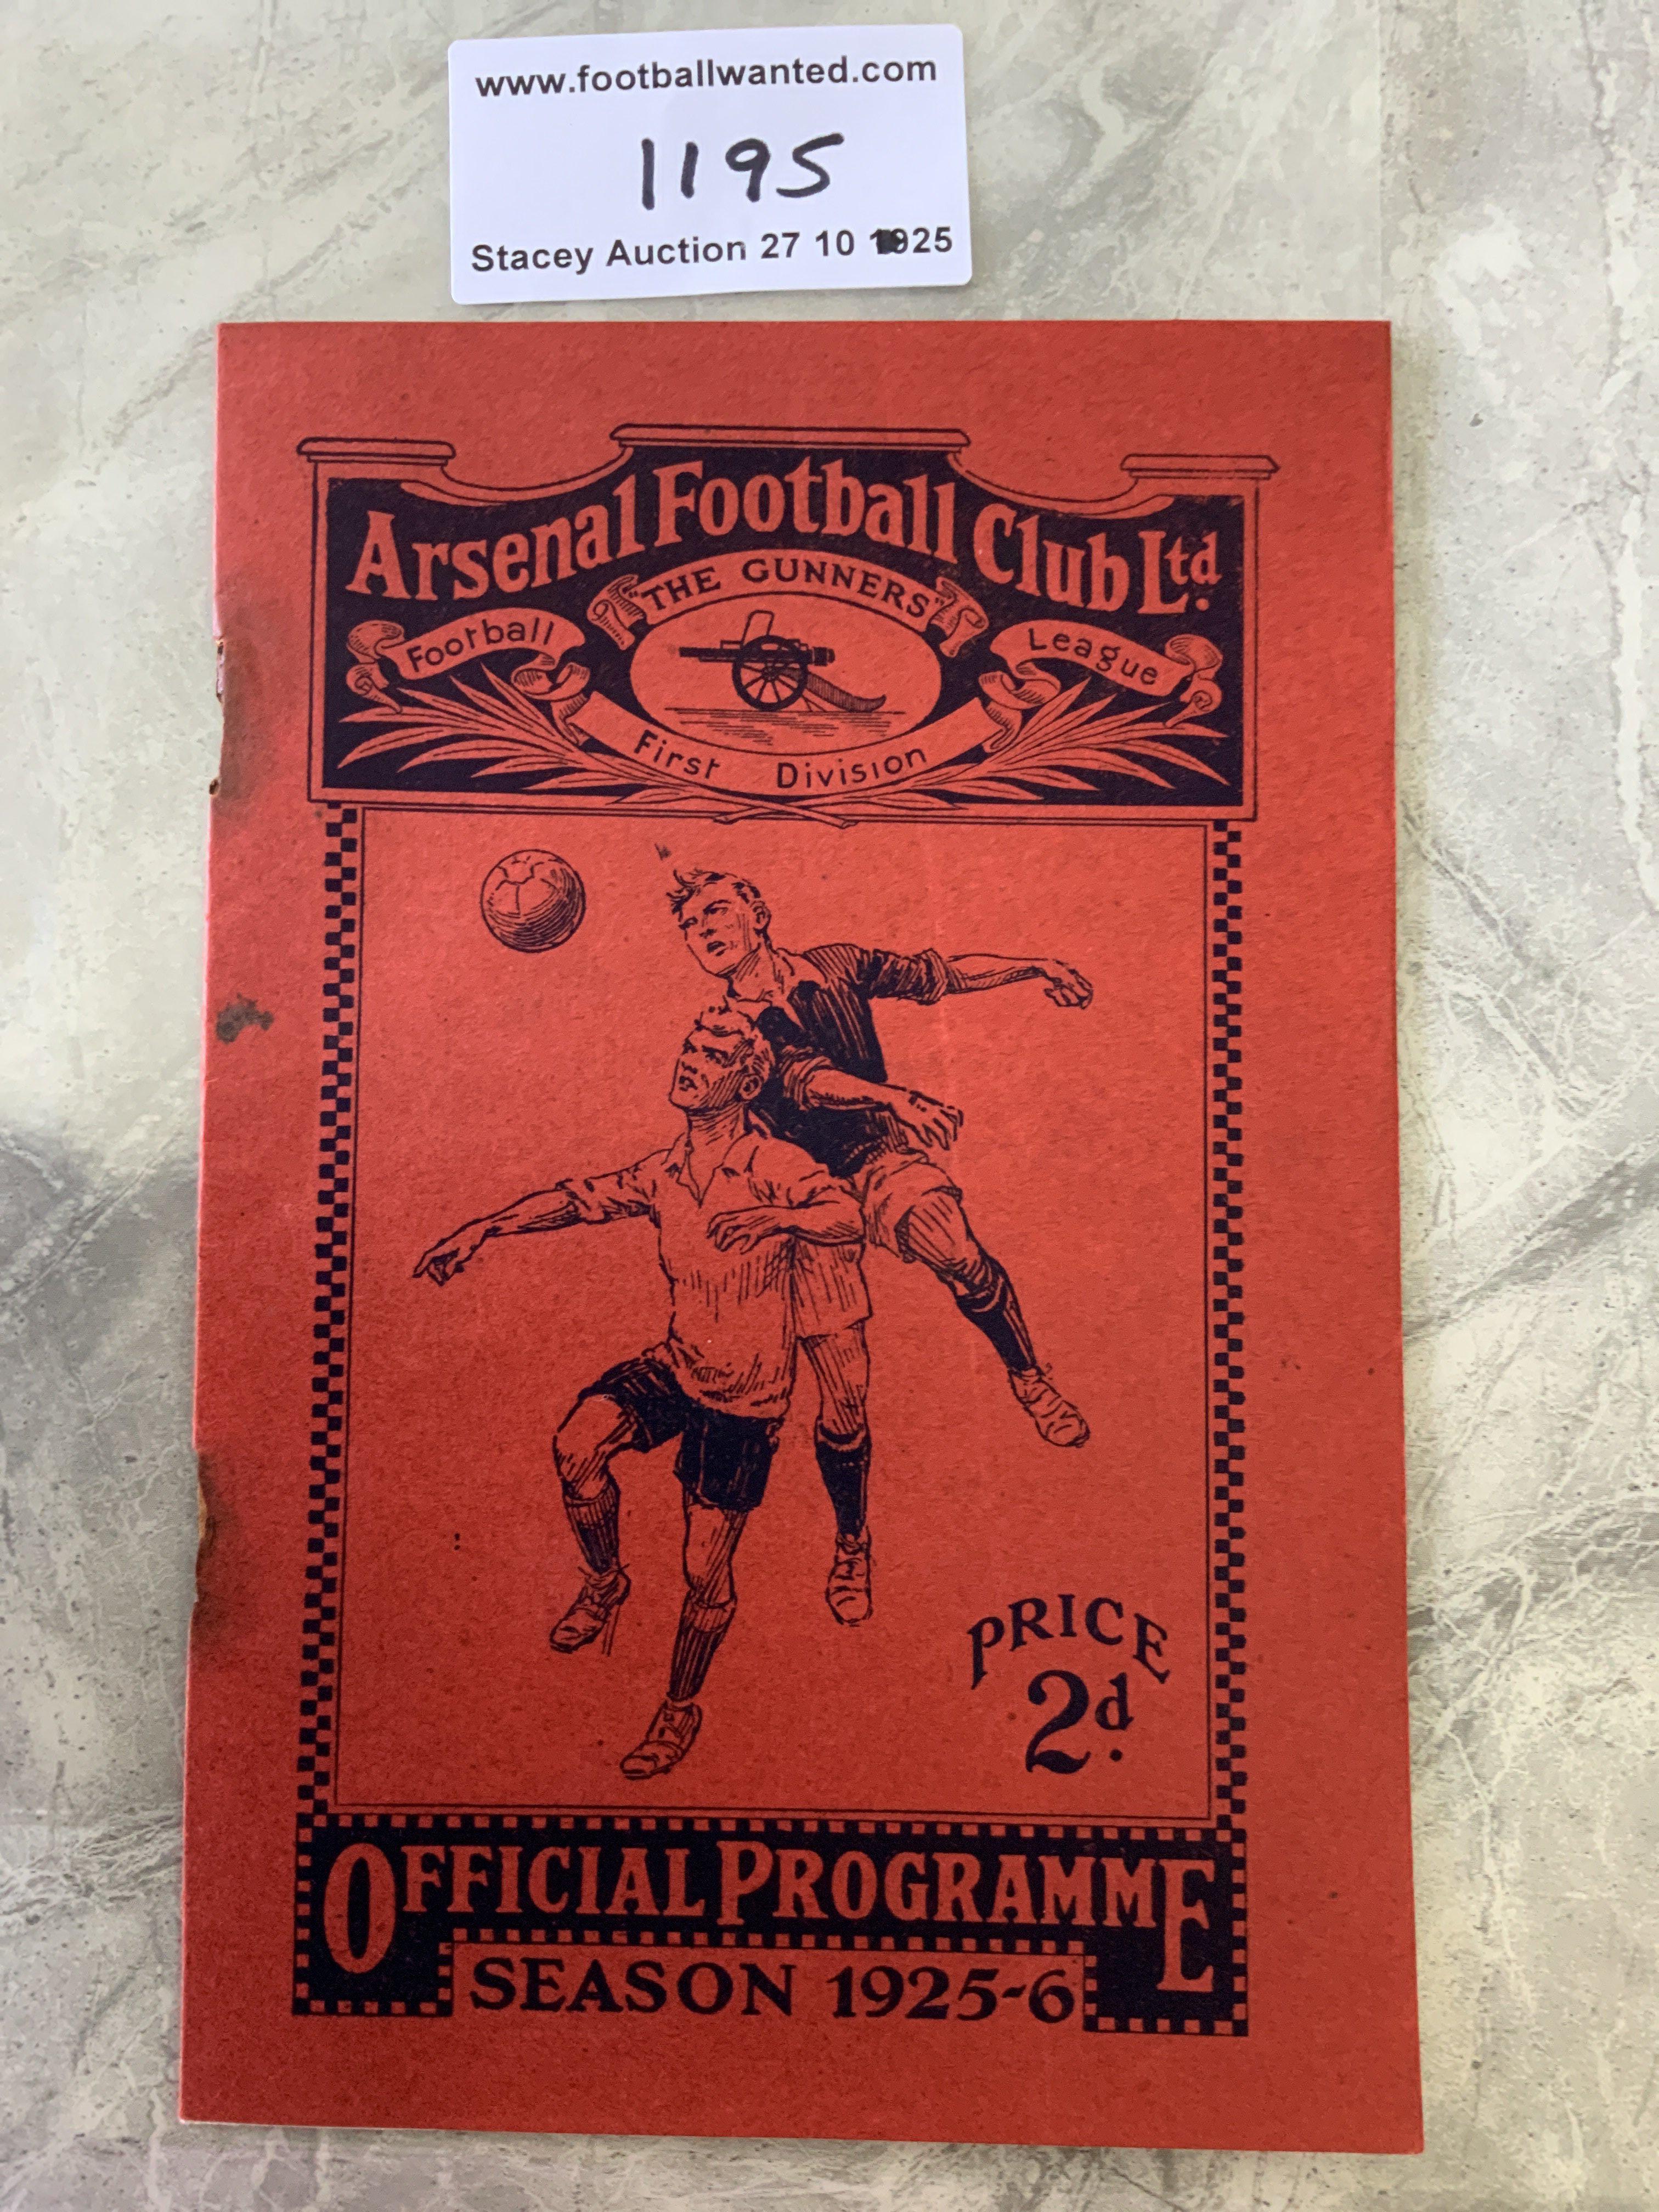 www.footballwanted.com
1195
Stacey Auction 27 10 1925
Arsenal Football Club Ltd.
"THE GUNNERS"
Football League
First Division
PRICE
2d.
OFFICIAL PROGRAMME
SEASON 1925-6